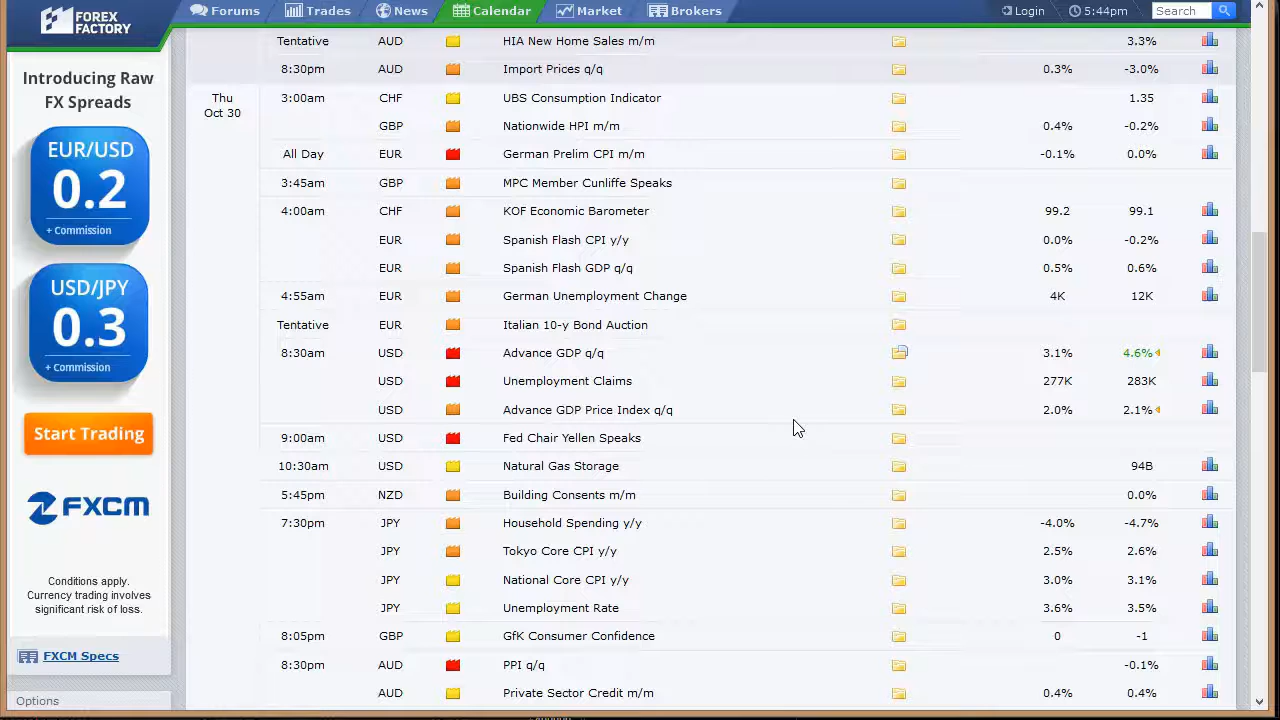 FOREX
FACTORY
Forums
Trades
News
Calendar
Market
Brokers
Login
5:44pm
Search
Introducing Raw
FX Spreads
EUR/USD
0.2
+ Commission
USD/JPY
0.3
+ Commission
Start Trading
FXCM
Conditions apply.
Currency trading involves
significant risk of loss.
FXCM Specs
Options
Tentative AUD HIA New Home Sales m/m 3.3%
8:30pm AUD Import Prices q/q 0.3% -3.0%
Thu
Oct 30
3:00am CHF UBS Consumption Indicator 1.35
GBP Nationwide HPI m/m 0.4% -0.2%
All Day EUR German Prelim CPI m/m -0.1% 0.0%
3:45am GBP MPC Member Cunliffe Speaks
4:00am CHF KOF Economic Barometer 99.2 99.1
EUR Spanish Flash CPI y/y 0.0% -0.2%
EUR Spanish Flash GDP q/q 0.5% 0.6%
4:55am EUR German Unemployment Change 4K 12K
Tentative EUR Italian 10-y Bond Auction
8:30am USD Advance GDP q/q 3.1% 4.6%
USD Unemployment Claims 277K 283K
USD Advance GDP Price Index q/q 2.0% 2.1%
9:00am USD Fed Chair Yellen Speaks
10:30am USD Natural Gas Storage 94B
5:45pm NZD Building Consents m/m 0.0%
7:30pm JPY Household Spending y/y -4.0% -4.7%
JPY Tokyo Core CPI y/y 2.5% 2.6%
JPY National Core CPI y/y 3.0% 3.1%
JPY Unemployment Rate 3.6% 3.5%
8:05pm GBP GfK Consumer Confidence 0 -1
8:30pm AUD PPI q/q -0.1%
AUD Private Sector Credit m/m 0.4% 0.4%